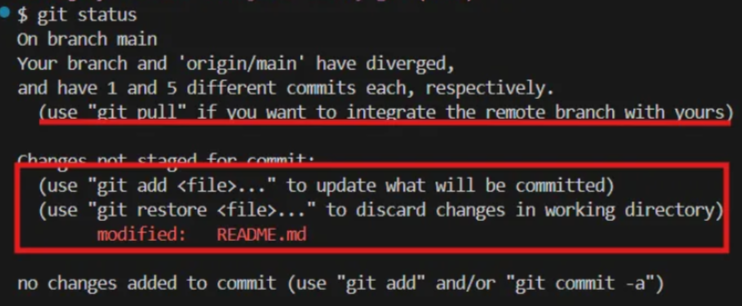 $ git status
On branch main
Your branch and 'origin/main' have diverged,
and have 1 and 5 different commits each, respectively.
(use "git pull" if you want to integrate the remote branch with yours)
Changes not staged for commit:
(use "git add <file>..." to update what will be committed)
(use "git restore <file>..." to discard changes in working directory)
modified: README.md
no changes added to commit (use "git add" and/or "git commit -a")